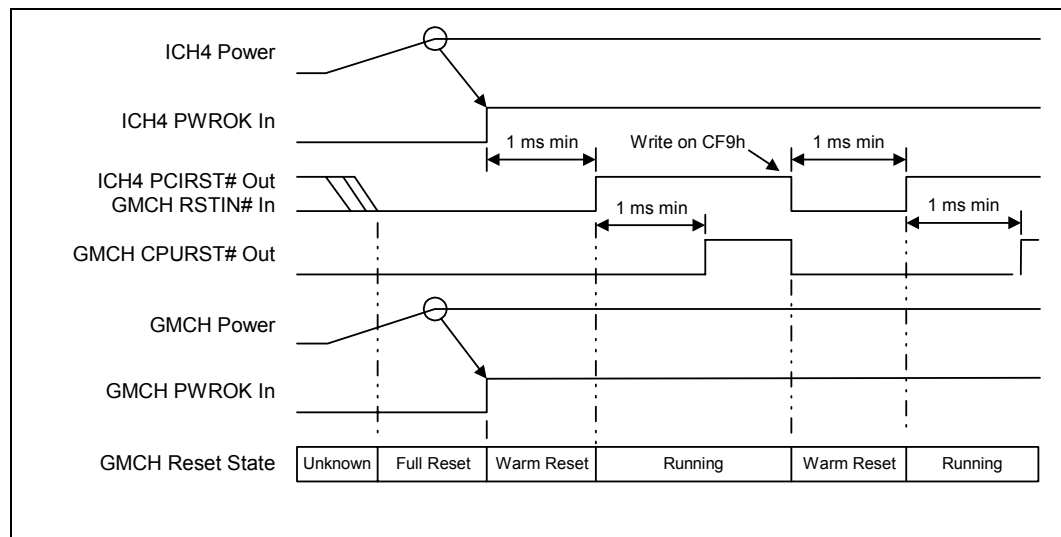 ICH4 Power
ICH4 PWROK In
1 ms min
Write on CF9h
1 ms min
ICH4 PCIRST# Out
GMCH RSTIN# In
1 ms min
1 ms min
GMCH CPURST# Out
GMCH Power
GMCH PWROK In
GMCH Reset State
Unknown
Full Reset
Warm Reset
Running
Warm Reset
Running